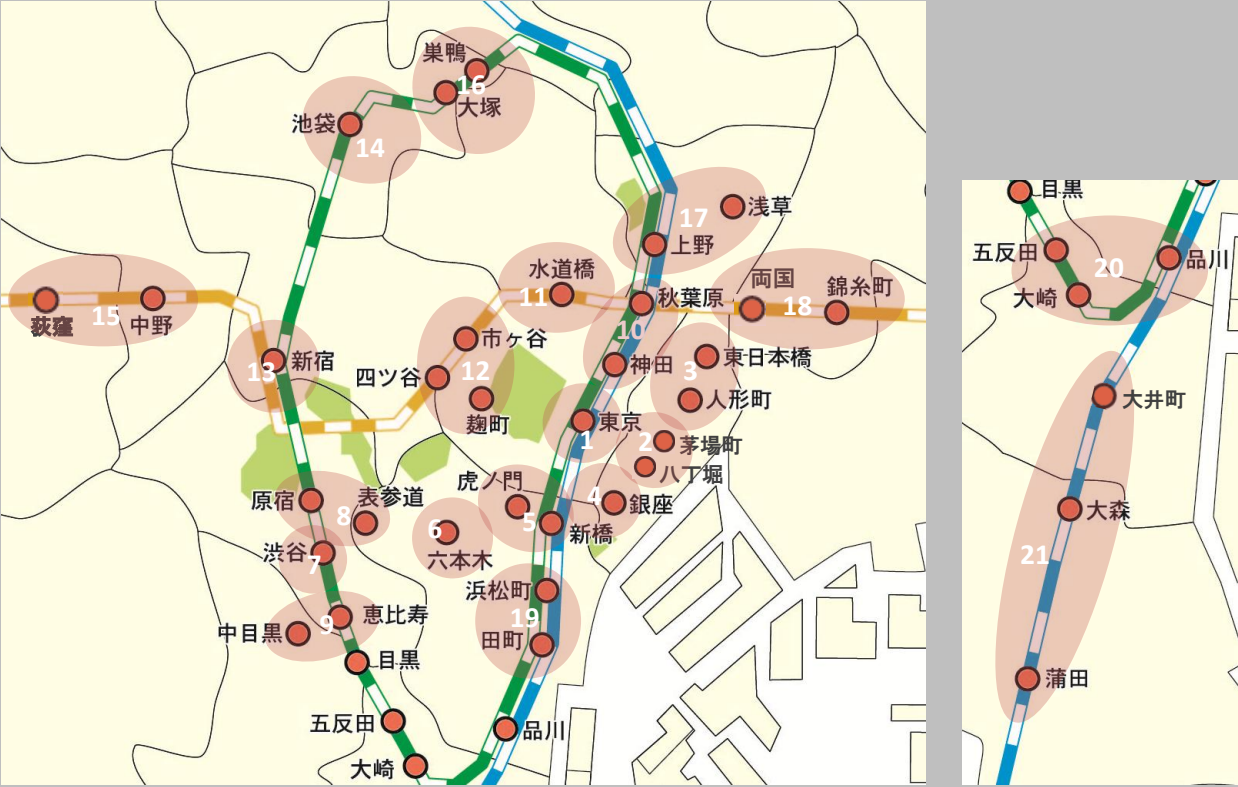 巣鴨
16
大塚
池袋
14
17
浅草
上野
水道橋
11
両国
錦糸町
秋葉原
18
荻窪
15
中野
10
市ヶ谷
新宿
13
四ツ谷
12
神田
東日本橋
3
麹町
人形町
東京
1
2
茅場町
八丁堀
虎ノ門
原宿
表参道
8
4
銀座
5
新橋
6
六本木
渋谷
7
浜松町
恵比寿
9
中目黒
19
田町
目黒
五反田
品川
大崎
目黒
五反田
20
品川
大崎
大井町
大森
21
蒲田